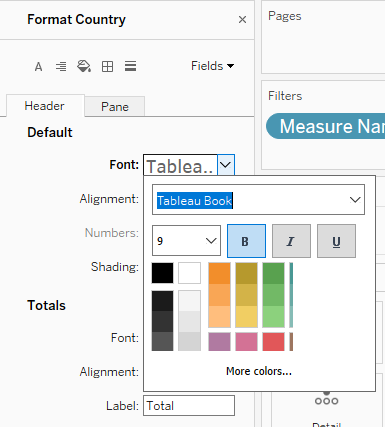 Format Country ×
Pages
A
Fields
Filters
Header Pane
Measure Nam
Default
Font: Tablea..
Alignment: Tableau Book
Numbers: 9 B I U
Shading:
Totals
Font:
Alignment: More colors...
Label: Total
Detail